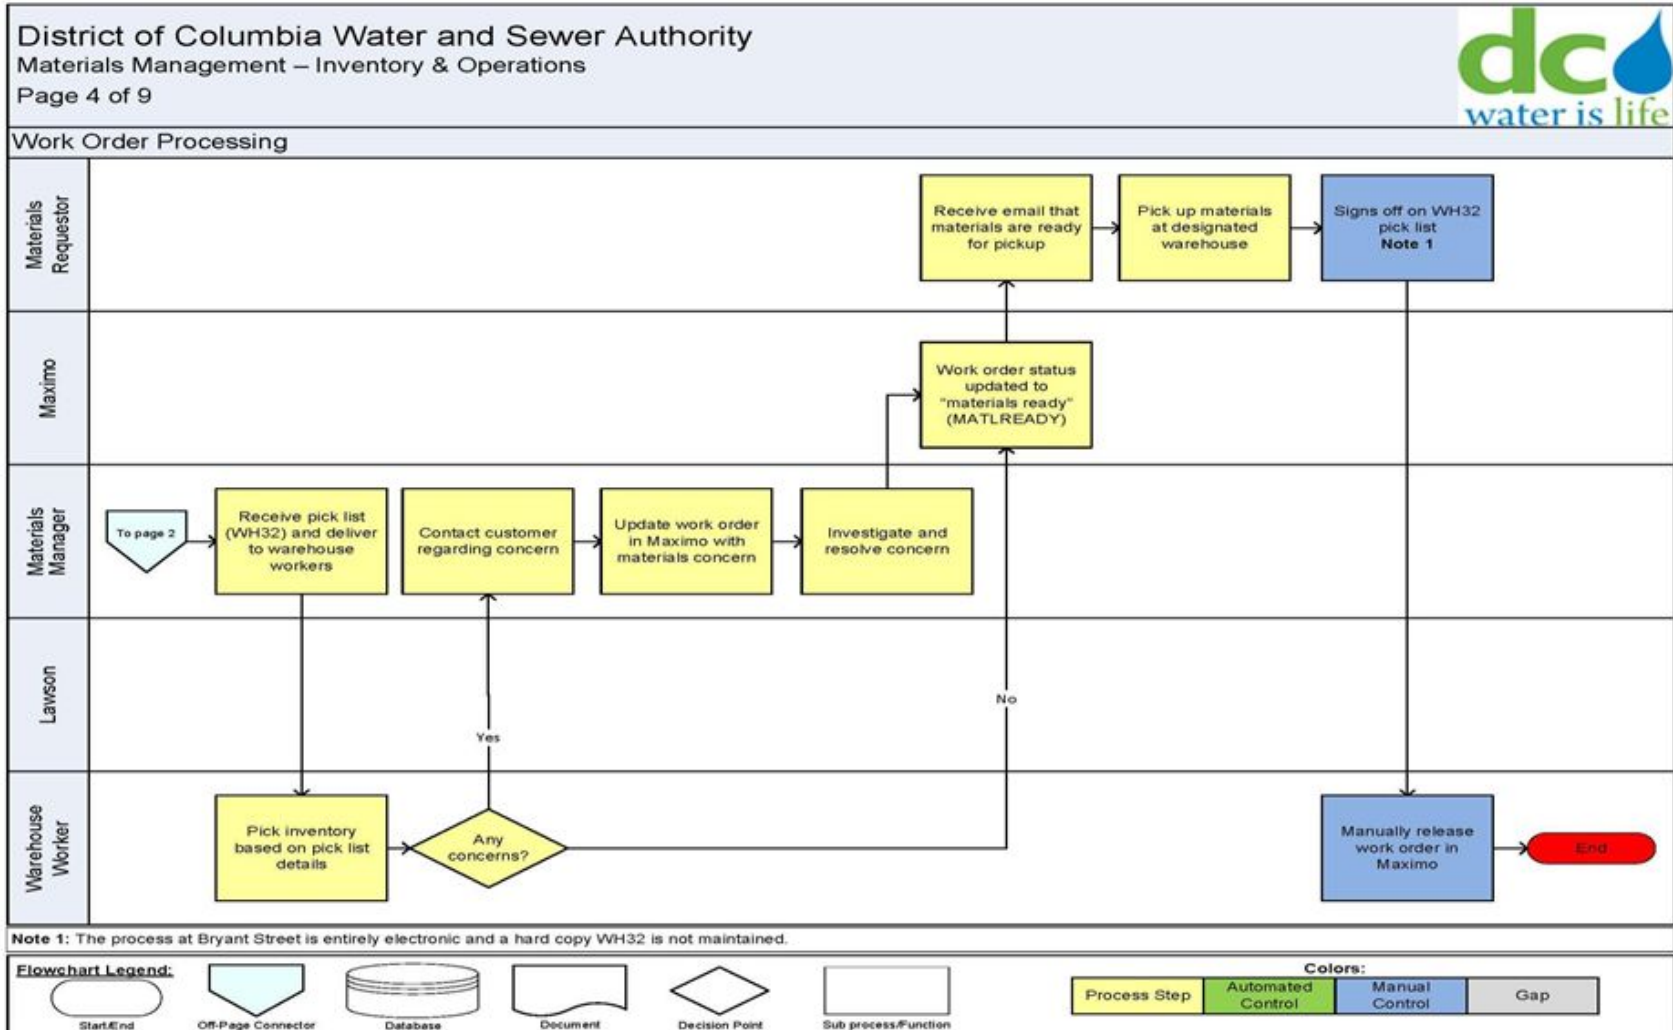 District of Columbia Water and Sewer Authority
Materials Management – Inventory & Operations
Page 4 of 9
dc
water is life
Work Order Processing
Materials
Requestor
Receive email that
materials are ready
for pickup
Pick up materials
at designated
warehouse
Signs off on WH32
pick list
Note 1
Maximo
Work order status
updated to
"materials ready"
(MATLREADY)
Materials
Manager
To page 2
Receive pick list
(WH32) and deliver
to warehouse
workers
Contact customer
regarding concern
Update work order
in Maximo with
materials concern
Investigate and
resolve concern
Lawson
Yes
No
Warehouse
Worker
Pick inventory
based on pick list
details
Any
concerns?
Manually release
work order in
Maximo
End
Note 1: The process at Bryant Street is entirely electronic and a hard copy WH32 is not maintained.
Flowchart Legend:
Start/End
Off-Page Connector
Database
Document
Decision Point
Sub process/Function
Colors:
Process Step
Automated
Control
Manual
Control
Gap